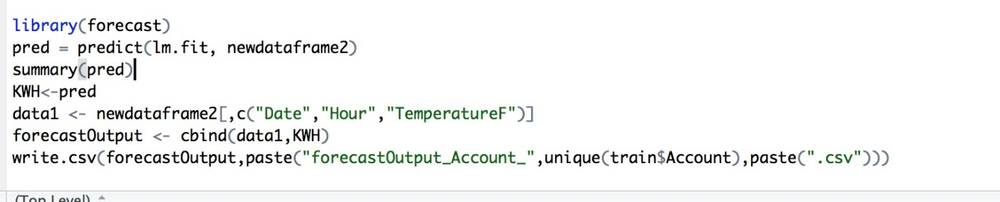 library(forecast)
pred = predict(lm.fit, newdataframe2)
summary(pred)
KWH<-pred
data1 <- newdataframe2[,c("Date","Hour","TemperatureF")]
forecastOutput <- cbind(data1,KWH)
write.csv(forecastOutput,paste("forecastOutput_Account_",unique(train$Account),paste(".csv")))
(Top Level)